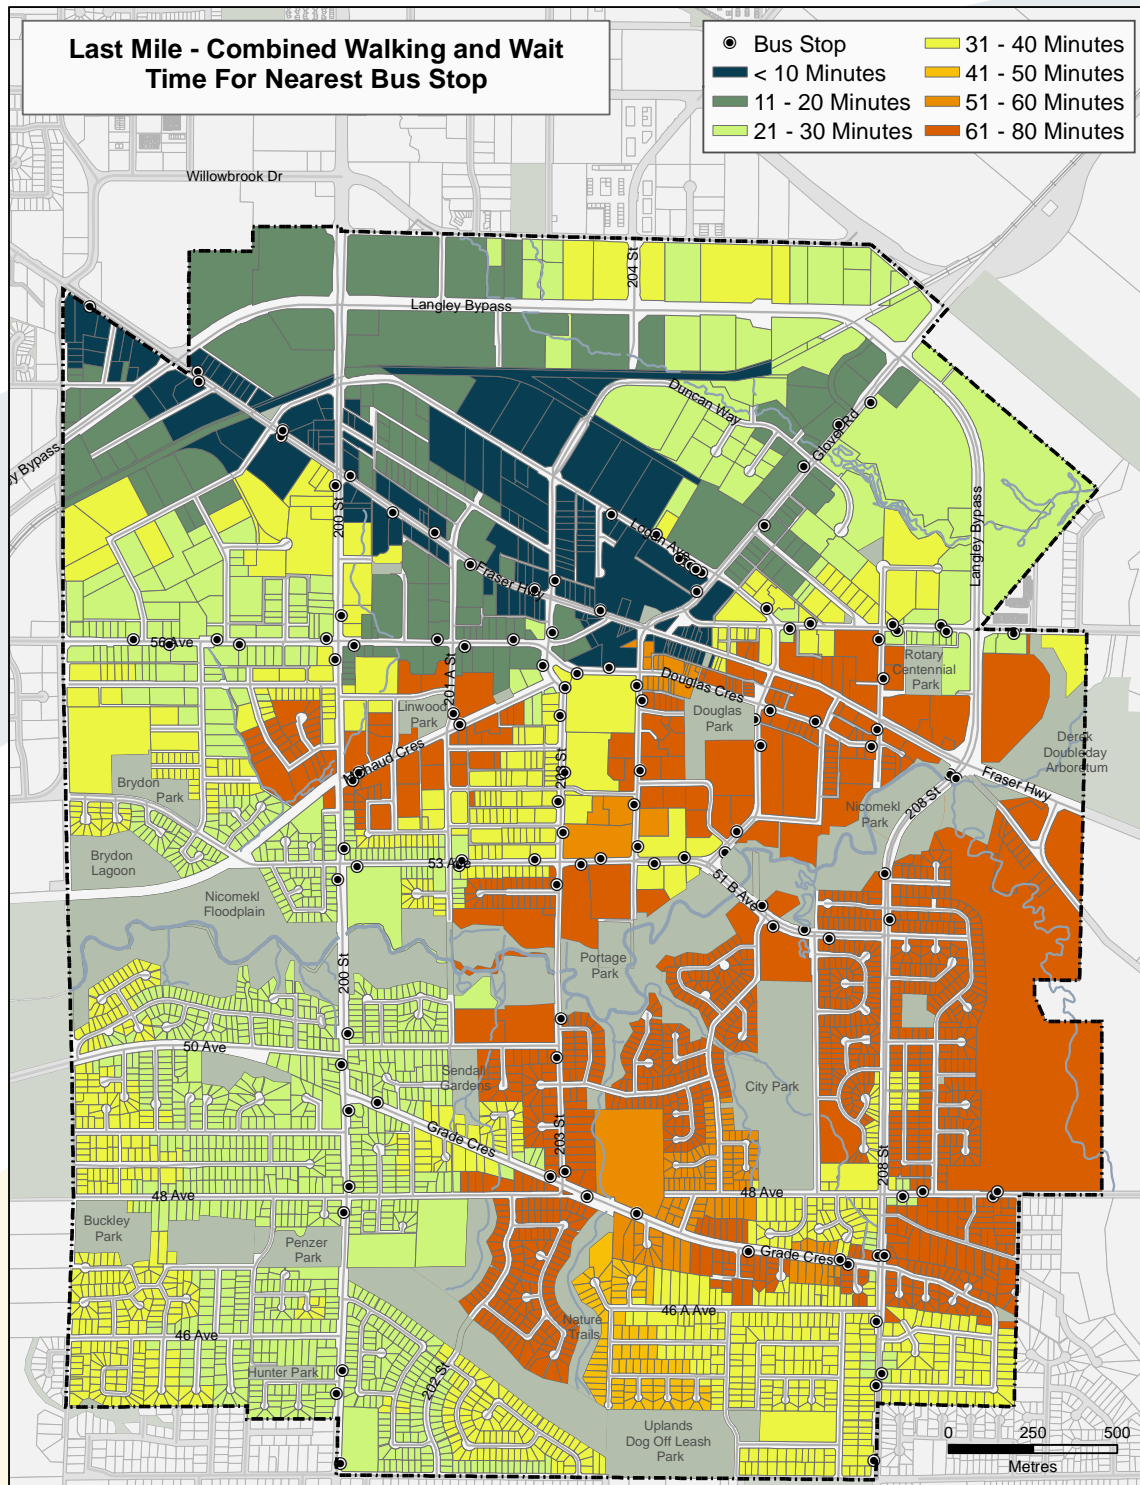 Last Mile - Combined Walking and Wait
Time For Nearest Bus Stop
Bus Stop
< 10 Minutes
11 - 20 Minutes
21 - 30 Minutes
31 - 40 Minutes
41 - 50 Minutes
51 - 60 Minutes
61 - 80 Minutes
Willowbrook Dr
204 St
Langley Bypass
Duncan Way
Glover Rd
y Bypass
200 St
Logan Ave
Langley Bypass
Fraser Hwy
56 Ave
201 A St
Douglas Cres
Rotary
Centennial
Park
Linwood
Park
Douglas
Park
Michaud Cres
Derek
Doubleday
Arboretum
203 St
Fraser Hwy
Brydon
Park
208 St
Nicomekl
Park
Brydon
Lagoon
53 Ave
51 B Ave
Nicomekl
Floodplain
Portage
Park
200 St
50 Ave
Sendall
Gardens
City Park
Grade Cres
203 St
208 St
48 Ave
48 Ave
Buckley
Park
Penzer
Park
Grade Cres
46 A Ave
Nature
Trails
46 Ave
Hunter Park
202 St
Uplands
Dog Off Leash
Park
0 250 500
Metres